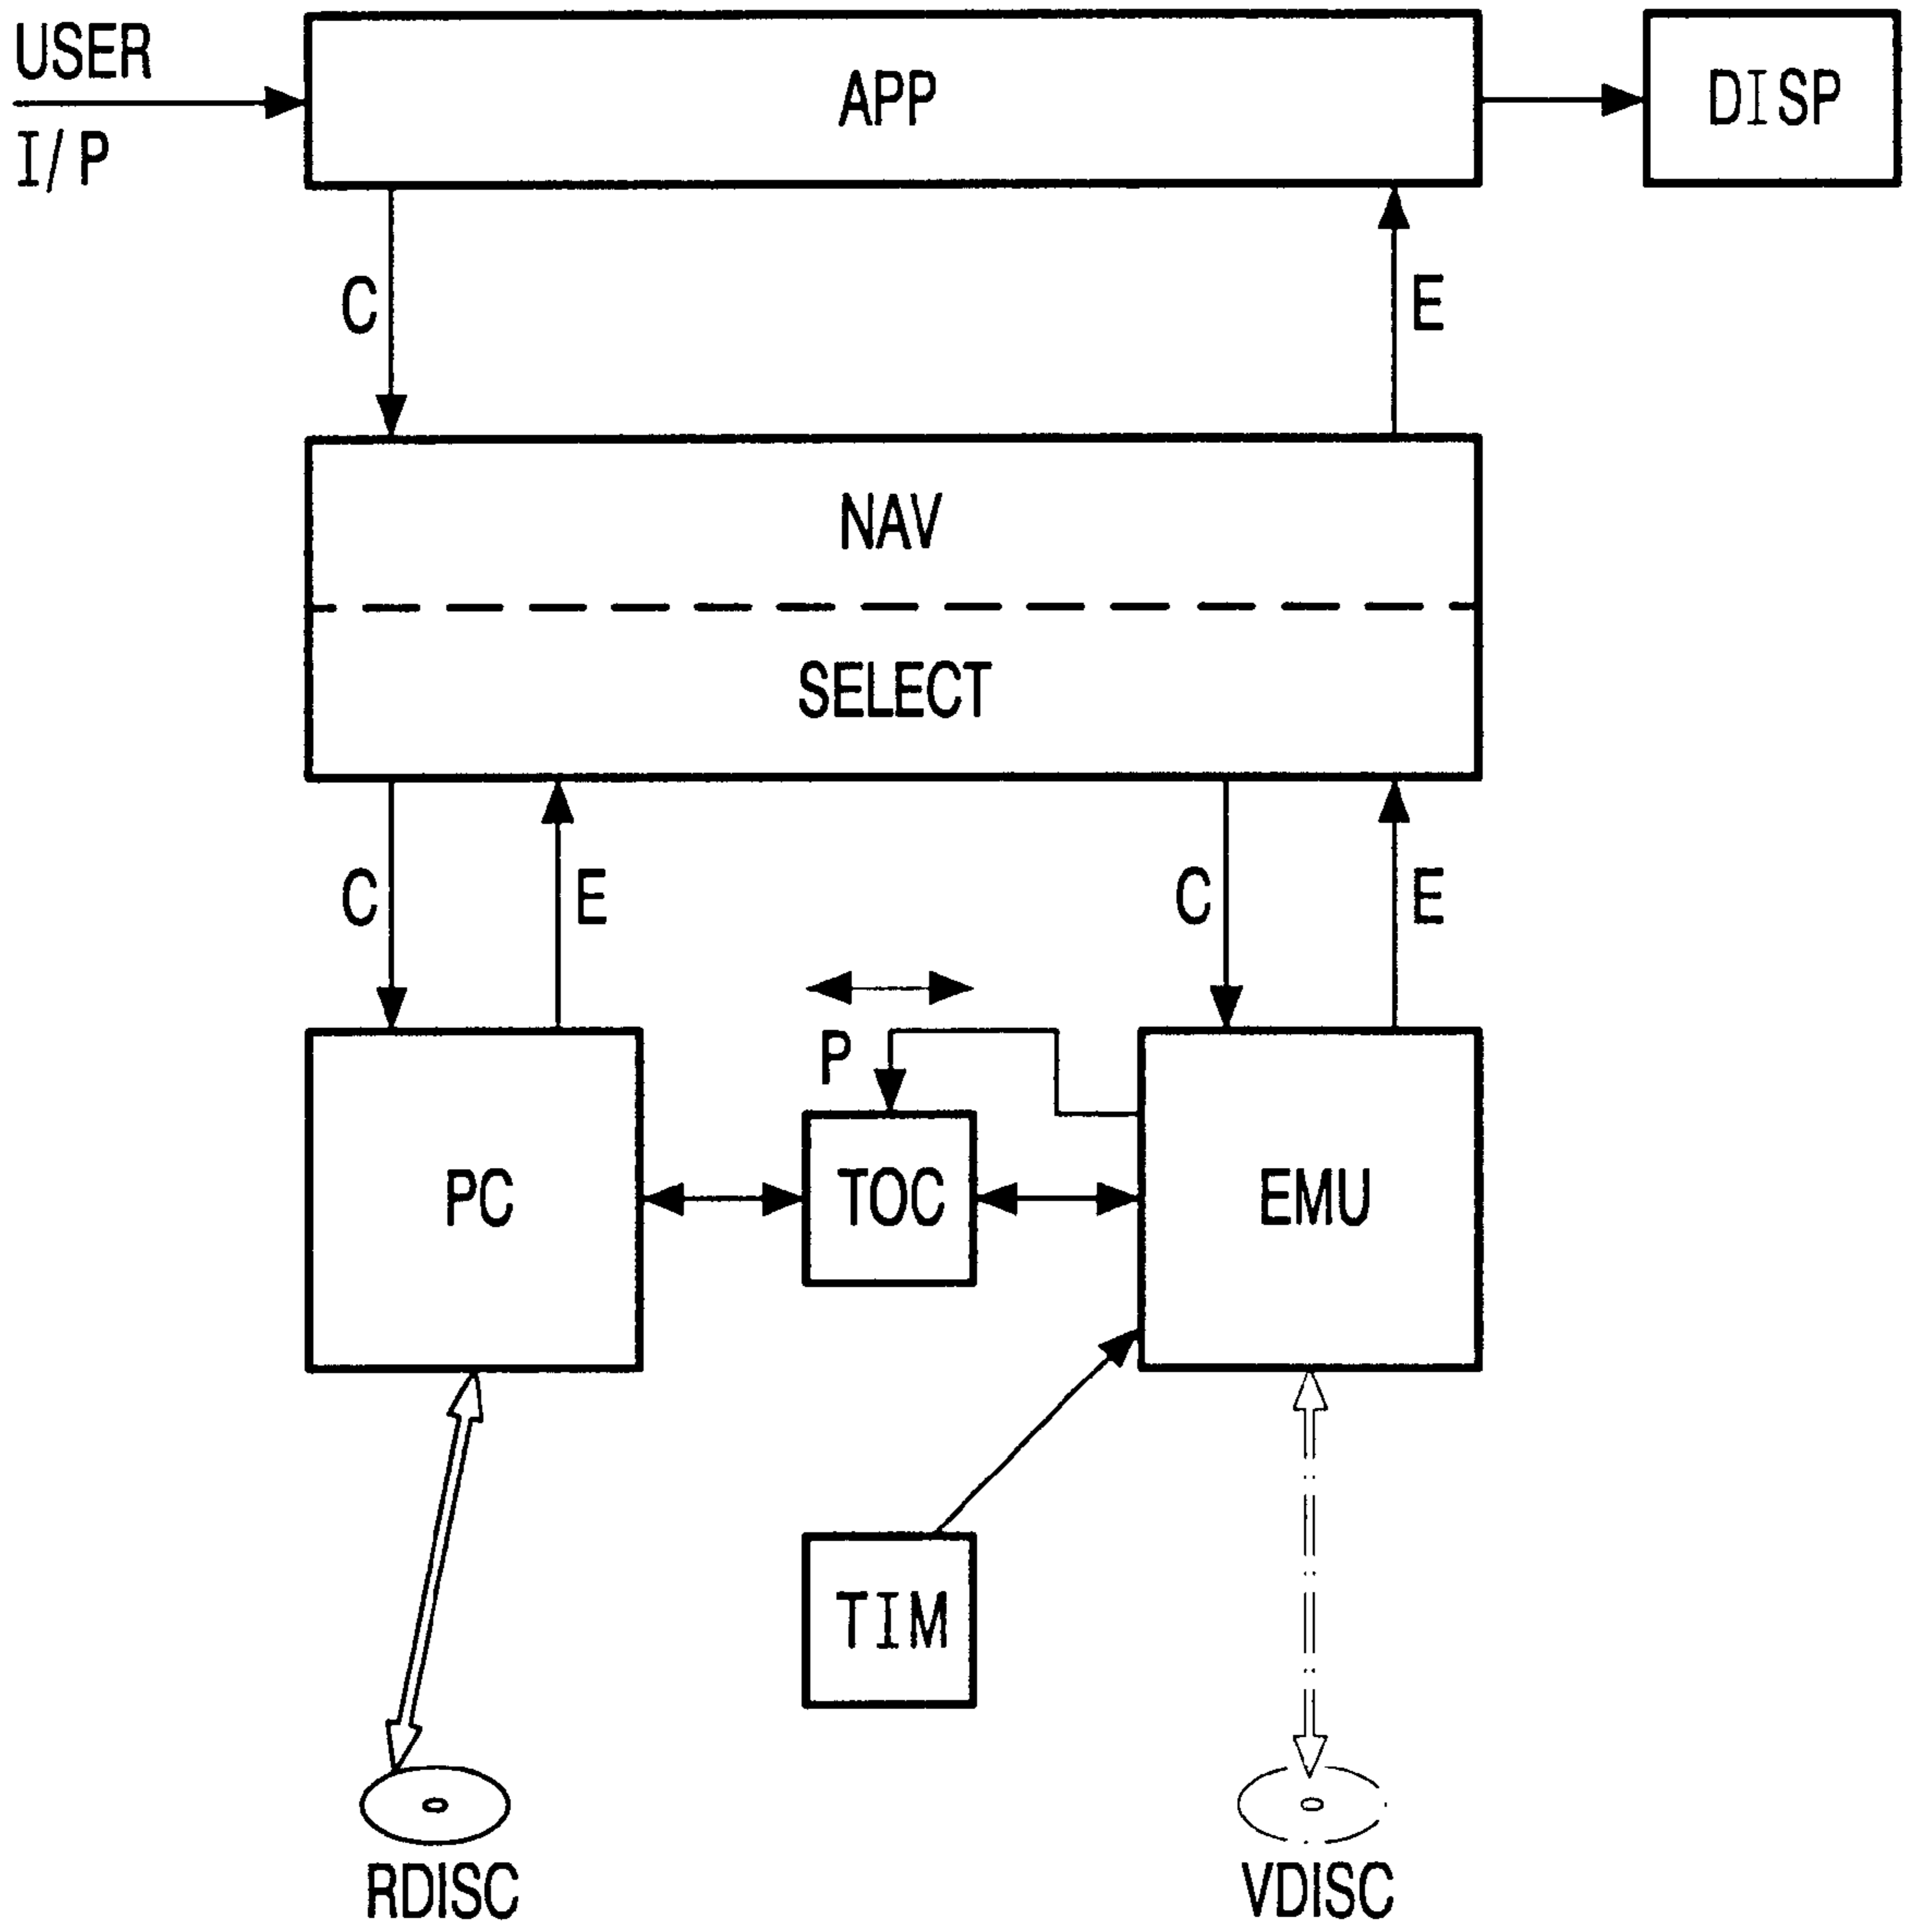 USER
I/P
APP
DISP
C
E
NAV
SELECT
C
E
C
E
P
PC
TOC
EMU
TIM
RDISC
VDISC